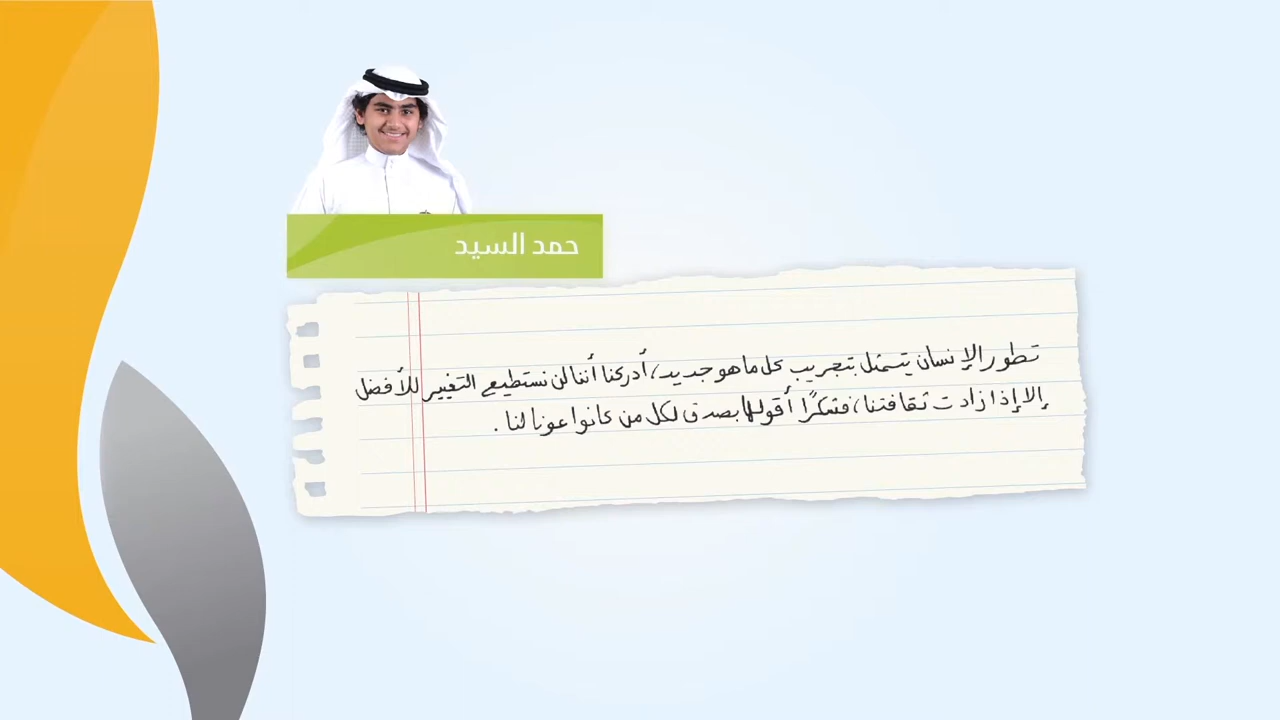 حمد السيد
تطور الإنسان يتمثل بتجريب كل ما هو جديد، أدركنا أننا لن نستطيع التغيير للأفضل
إلا إذا زادت ثقافتنا، فشكرًا أقولها بصدق لكل من كانوا عونا لنا.